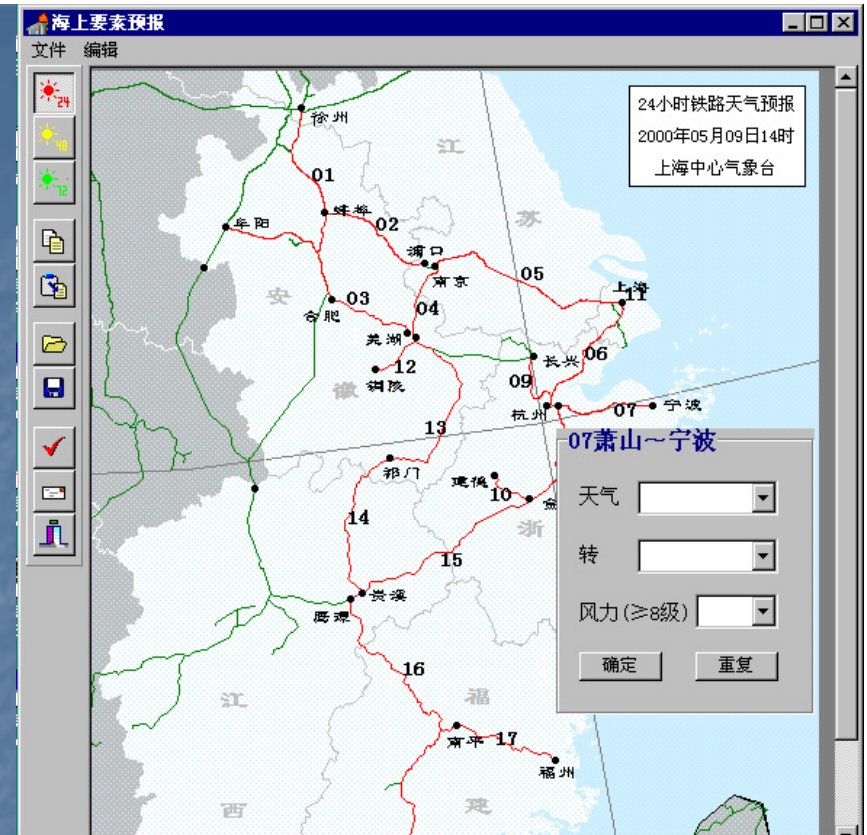 海上要素预报
文件 编辑
24
48
72
24小时铁路天气预报
2000年05月09日14时
上海中心气象台
徐州
江
01
蚌埠
02
苏
阜阳
浦口
南京
05
安
合肥
03
04
上海
11
芜湖
长兴
06
12
铜陵
徽
09
杭州
07
宁波
13
祁门
建德
10
金
浙
14
15
贵溪
鹰潭
16
江
福
南平
17
福州
西
建
07萧山～宁波
天气
转
风力(≥8级)
确定 重复